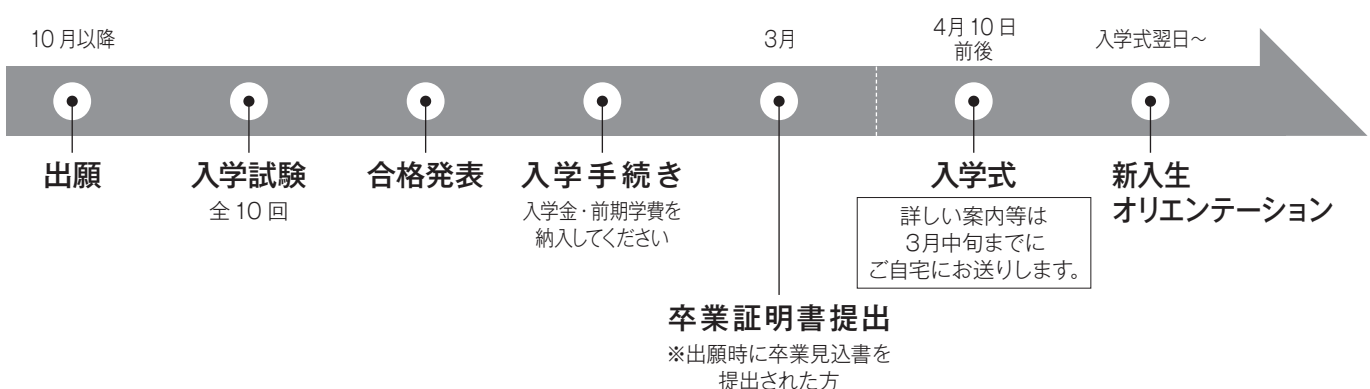 10月以降
3月
4月10日
前後
入学式翌日~
出願
入学試験
全10回
合格発表
入学手続き
入学金・前期学費を
納入してください
卒業証明書提出
※出願時に卒業見込書を
提出された方
入学式
詳しい案内等は
3月中旬までに
ご自宅にお送りします。
新入生
オリエンテーション